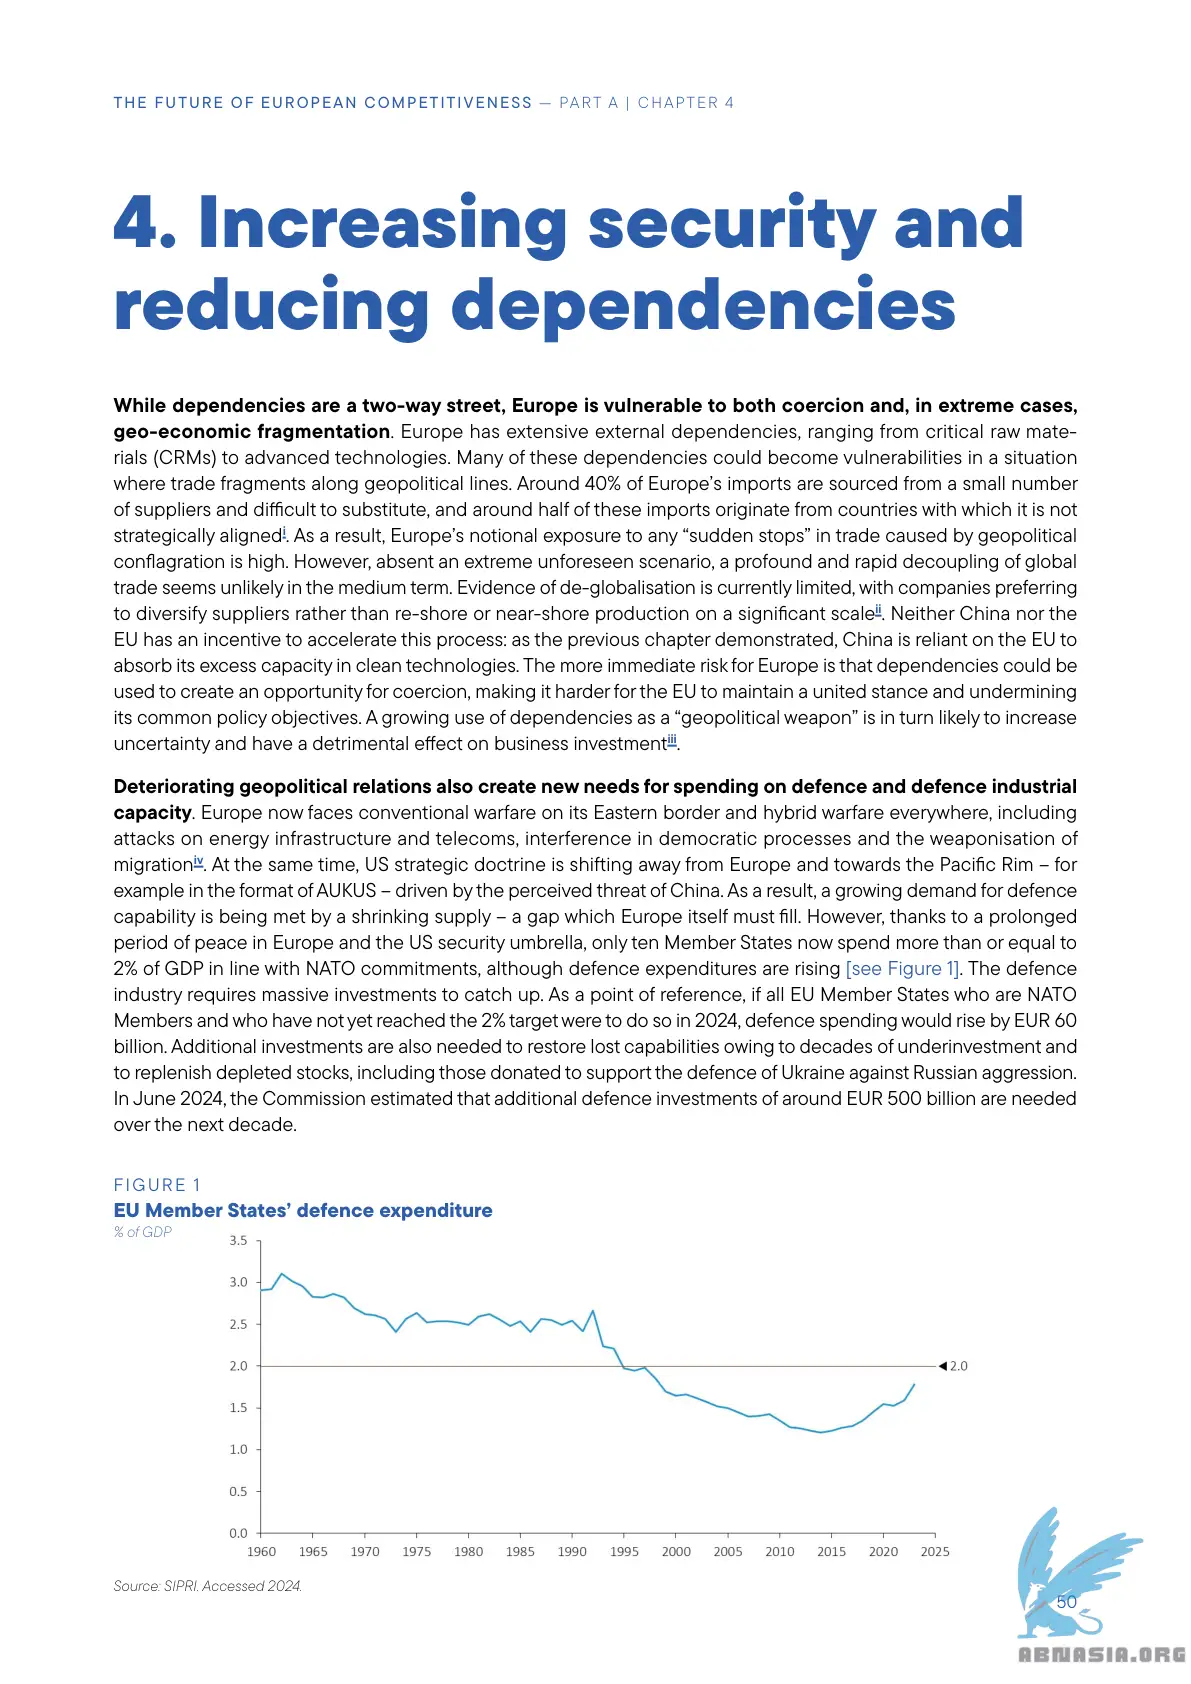 THE FUTURE OF EUROPEAN COMPETITIVENESS — PART A | CHAPTER 4
4. Increasing security and
reducing dependencies
While dependencies are a two-way street, Europe is vulnerable to both coercion and, in extreme cases,
geo-economic fragmentation. Europe has extensive external dependencies, ranging from critical raw mate-
rials (CRMs) to advanced technologies. Many of these dependencies could become vulnerabilities in a situation
where trade fragments along geopolitical lines. Around 40% of Europe’s imports are sourced from a small number
of suppliers and difficult to substitute, and around half of these imports originate from countries with which it is not
strategically alignedi. As a result, Europe’s notional exposure to any “sudden stops” in trade caused by geopolitical
conflagration is high. However, absent an extreme unforeseen scenario, a profound and rapid decoupling of global
trade seems unlikely in the medium term. Evidence of de-globalisation is currently limited, with companies preferring
to diversify suppliers rather than re-shore or near-shore production on a significant scaleii. Neither China nor the
EU has an incentive to accelerate this process: as the previous chapter demonstrated, China is reliant on the EU to
absorb its excess capacity in clean technologies. The more immediate risk for Europe is that dependencies could be
used to create an opportunity for coercion, making it harder for the EU to maintain a united stance and undermining
its common policy objectives. A growing use of dependencies as a “geopolitical weapon” is in turn likely to increase
uncertainty and have a detrimental effect on business investmentiii.
Deteriorating geopolitical relations also create new needs for spending on defence and defence industrial
capacity. Europe now faces conventional warfare on its Eastern border and hybrid warfare everywhere, including
attacks on energy infrastructure and telecoms, interference in democratic processes and the weaponisation of
migrationiv. At the same time, US strategic doctrine is shifting away from Europe and towards the Pacific Rim – for
example in the format of AUKUS – driven by the perceived threat of China. As a result, a growing demand for defence
capability is being met by a shrinking supply – a gap which Europe itself must fill. However, thanks to a prolonged
period of peace in Europe and the US security umbrella, only ten Member States now spend more than or equal to
2% of GDP in line with NATO commitments, although defence expenditures are rising [see Figure 1]. The defence
industry requires massive investments to catch up. As a point of reference, if all EU Member States who are NATO
Members and who have not yet reached the 2% target were to do so in 2024, defence spending would rise by EUR 60
billion. Additional investments are also needed to restore lost capabilities owing to decades of underinvestment and
to replenish depleted stocks, including those donated to support the defence of Ukraine against Russian aggression.
In June 2024, the Commission estimated that additional defence investments of around EUR 500 billion are needed
over the next decade.
FIGURE 1
EU Member States’ defence expenditure
% of GDP
3.5
3.0
2.5
2.0
2.0
1.5
1.0
0.5
0.0
1960 1965 1970 1975 1980 1985 1990 1995 2000 2005 2010 2015 2020 2025
Source: SIPRI. Accessed 2024.
50
ABNASIA.ORG